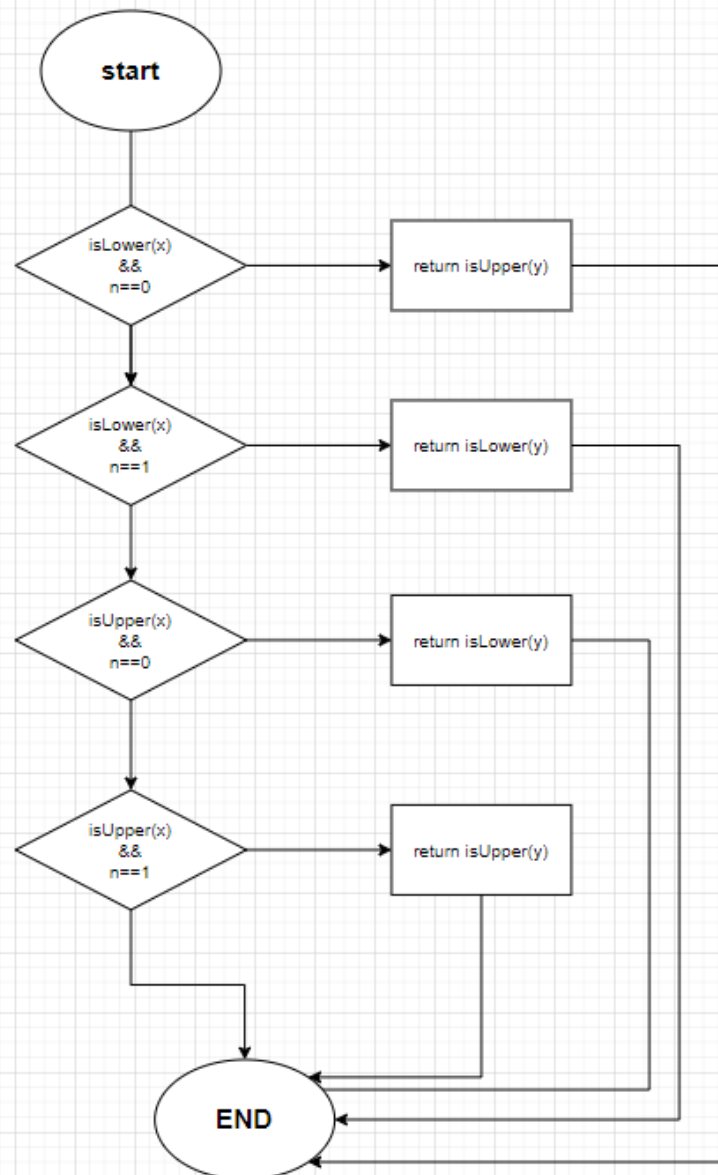 start
isLower(x)
&&
n==0
return isUpper(y)
isLower(x)
&&
n==1
return isLower(y)
isUpper(x)
&&
n==0
return isLower(y)
isUpper(x)
&&
n==1
return isUpper(y)
END